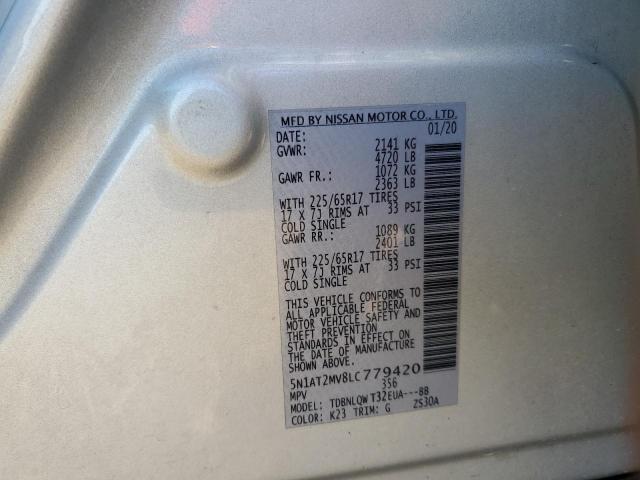 MFD BY NISSAN MOTOR CO., LTD.
DATE: 01/20
GVWR: 2141 KG
4720 LB
GAWR FR.: 1072 KG
2363 LB
WITH 225/65R17 TIRES
17 X 7J RIMS AT 33 PSI
COLD SINGLE
GAWR RR.: 1089 KG
2401 LB
WITH 225/65R17 TIRES
17 X 7J RIMS AT 33 PSI
COLD SINGLE
THIS VEHICLE CONFORMS TO
ALL APPLICABLE FEDERAL
MOTOR VEHICLE SAFETY AND
THEFT PREVENTION
STANDARDS IN EFFECT ON
THE DATE OF MANUFACTURE
SHOWN ABOVE.
5N1AT2MV8LC779420
MPV 356
MODEL: TDBNLQWT32EUA---BB
COLOR: K23 TRIM: G ZS30A